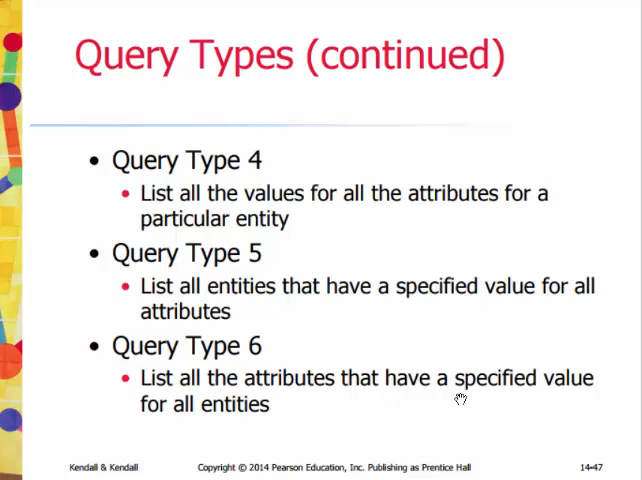 Query Types (continued)
• Query Type 4
• List all the values for all the attributes for a
particular entity
• Query Type 5
• List all entities that have a specified value for all
attributes
• Query Type 6
• List all the attributes that have a specified value
for all entities
Kendall & Kendall Copyright © 2014 Pearson Education, Inc. Publishing as Prentice Hall 14-47